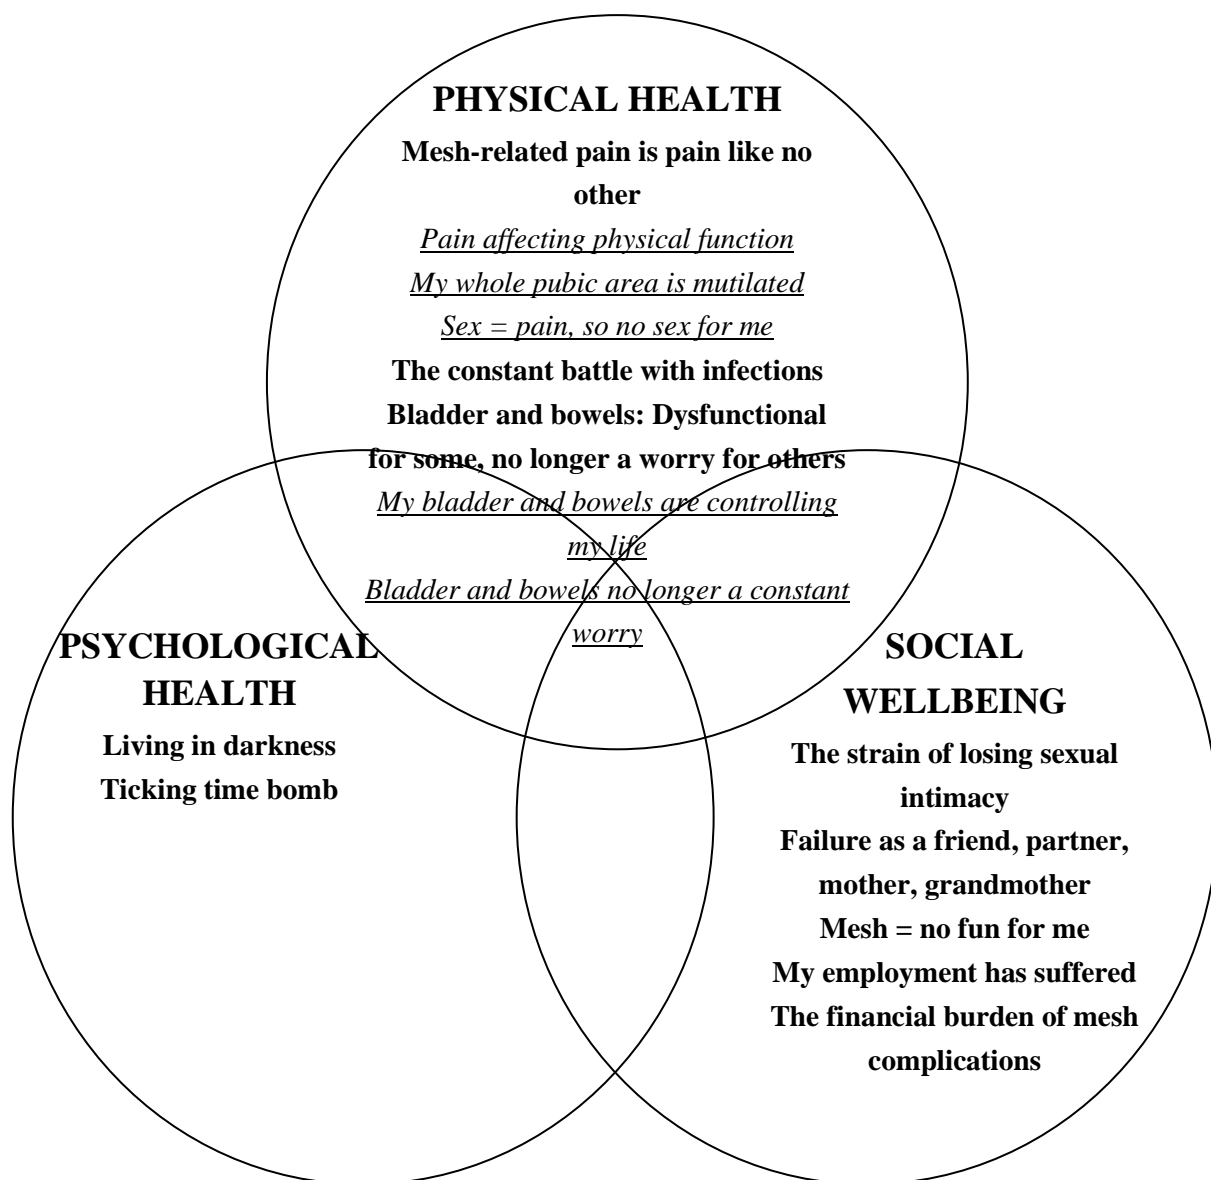 PHYSICAL HEALTH
Mesh-related pain is pain like no
other
Pain affecting physical function
My whole pubic area is mutilated
Sex = pain, so no sex for me
The constant battle with infections
Bladder and bowels: Dysfunctional
for some, no longer a worry for others
My bladder and bowels are controlling
my life
Bladder and bowels no longer a constant
worry
PSYCHOLOGICAL
HEALTH
Living in darkness
Ticking time bomb
SOCIAL
WELLBEING
The strain of losing sexual
intimacy
Failure as a friend, partner,
mother, grandmother
Mesh = no fun for me
My employment has suffered
The financial burden of mesh
complications